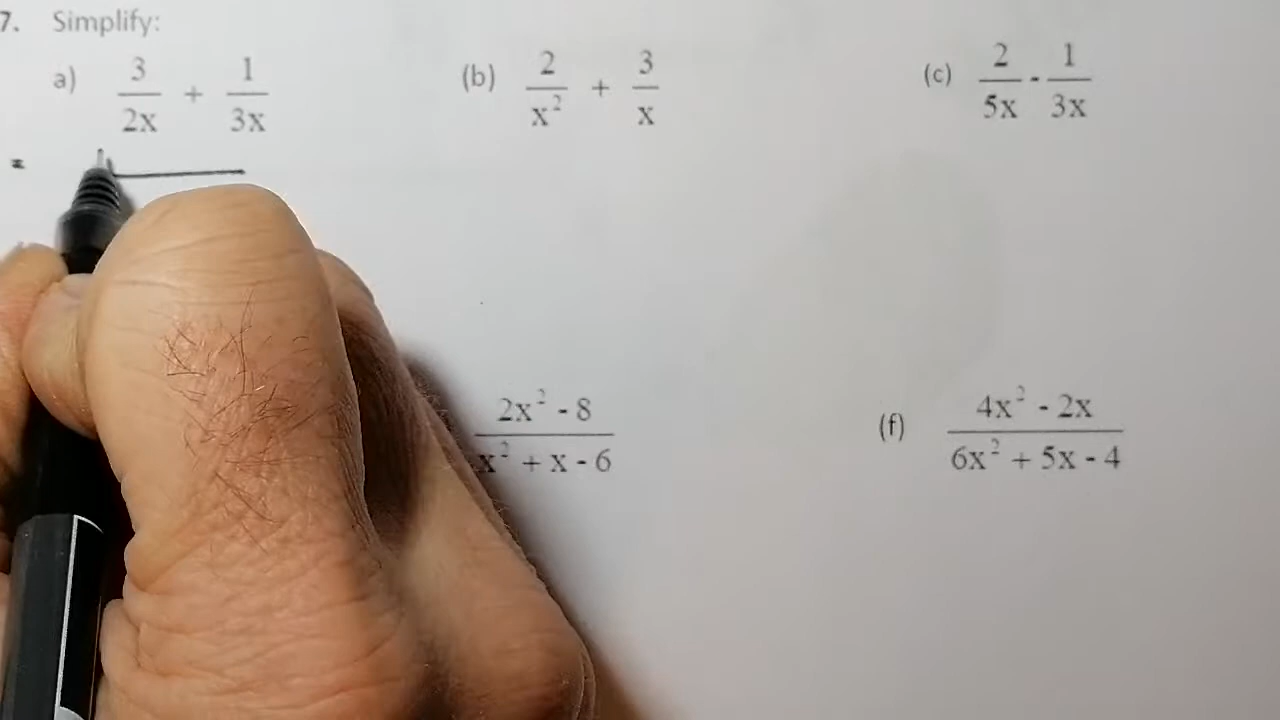 7. Simplify:
a) 3/2x + 1/3x (b) 2/x² + 3/x (c) 2/5x - 1/3x
=
2x² - 8 / x² + x - 6 (f) 4x² - 2x / 6x² + 5x - 4